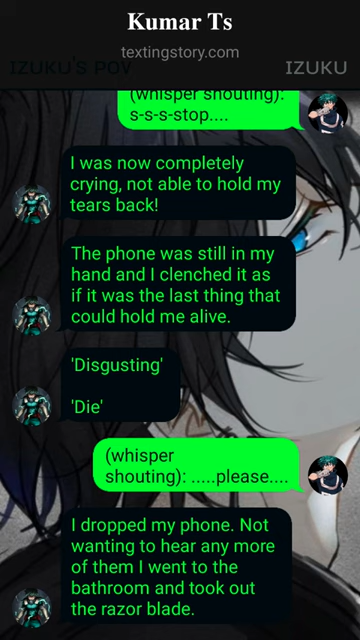 Kumar Ts
textingstory.com
IZUKU'S POV
IZUKU
(whisper shouting):
s-s-s-stop....
I was now completely
crying, not able to hold my
tears back!
The phone was still in my
hand and I clenched it as
if it was the last thing that
could hold me alive.
'Disgusting'
'Die'
(whisper
shouting): .....please....
I dropped my phone. Not
wanting to hear any more
of them I went to the
bathroom and took out
the razor blade.